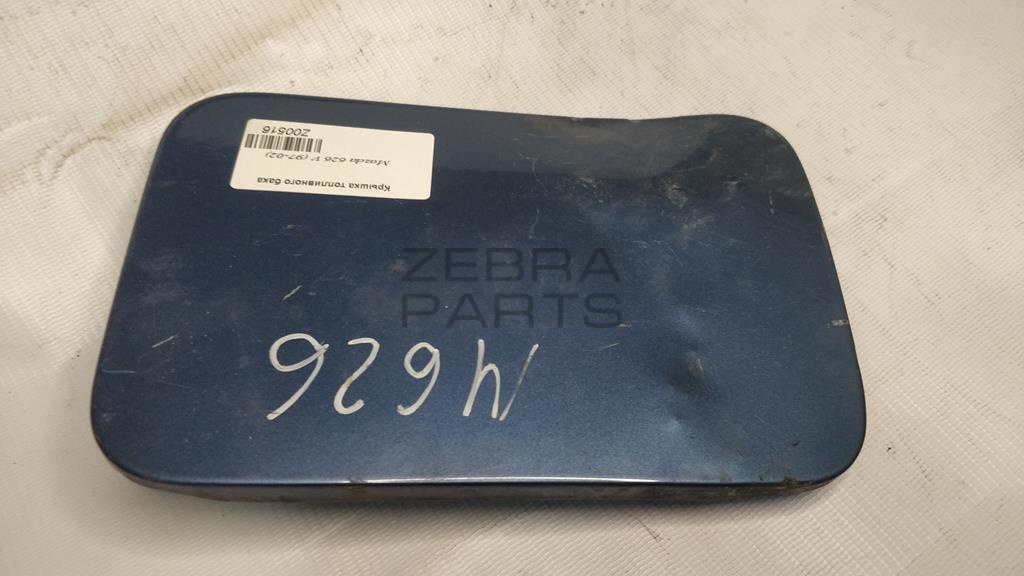 Крышка топливного бака
Mazda 626 V (97-02)
Z00516
ZEBRA
PARTS
M626